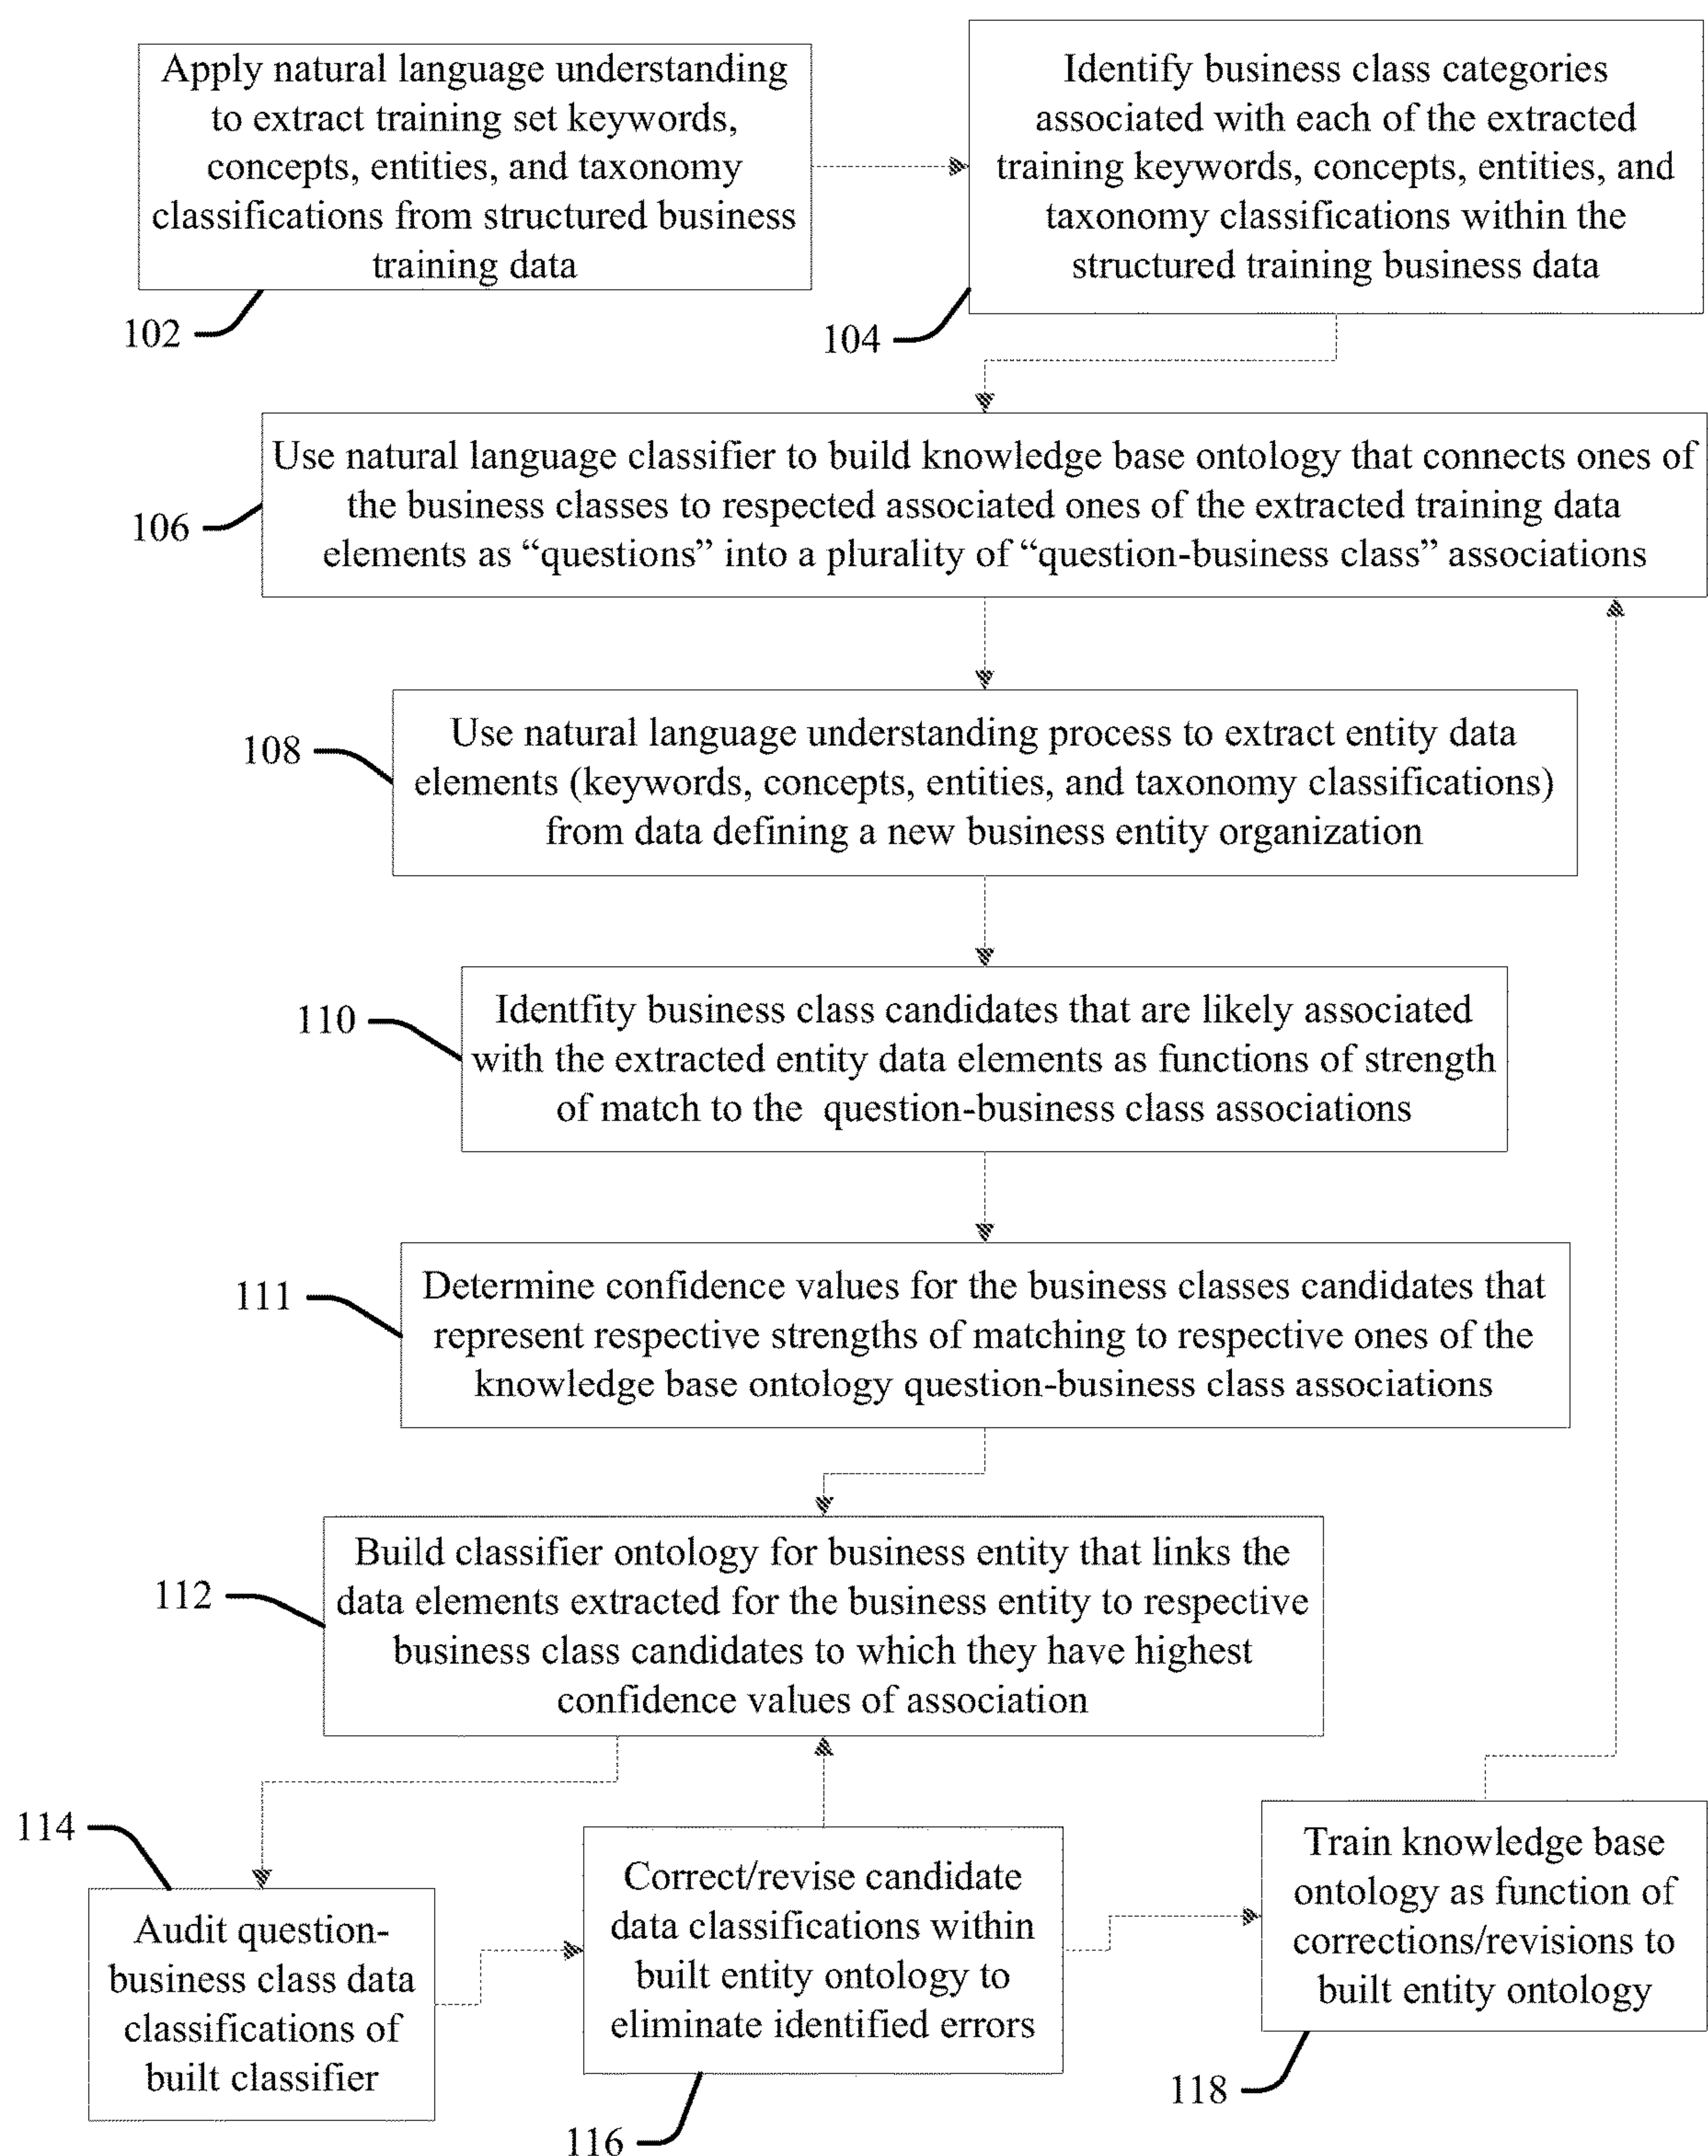 Apply natural language understanding
to extract training set keywords,
concepts, entities, and taxonomy
classifications from structured business
training data
102
Identify business class categories
associated with each of the extracted
training keywords, concepts, entities, and
taxonomy classifications within the
structured training business data
104
Use natural language classifier to build knowledge base ontology that connects ones of
the business classes to respected associated ones of the extracted training data
elements as “questions” into a plurality of “question-business class” associations
106
Use natural language understanding process to extract entity data
elements (keywords, concepts, entities, and taxonomy classifications)
from data defining a new business entity organization
108
Identfity business class candidates that are likely associated
with the extracted entity data elements as functions of strength
of match to the question-business class associations
110
Determine confidence values for the business classes candidates that
represent respective strengths of matching to respective ones of the
knowledge base ontology question-business class associations
111
Build classifier ontology for business entity that links the
data elements extracted for the business entity to respective
business class candidates to which they have highest
confidence values of association
112
Audit question-
business class data
classifications of
built classifier
114
Correct/revise candidate
data classifications within
built entity ontology to
eliminate identified errors
116
Train knowledge base
ontology as function of
corrections/revisions to
built entity ontology
118